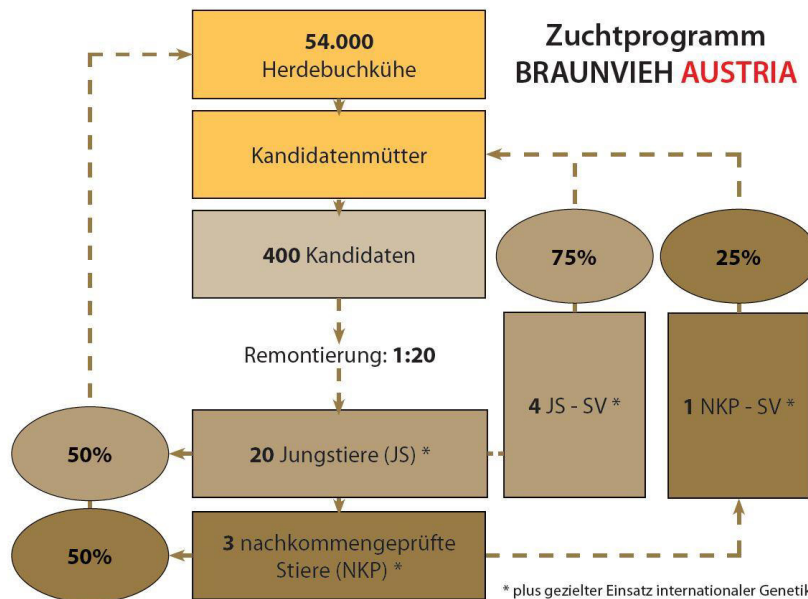 Zuchtprogramm
BRAUNVIEH AUSTRIA
54.000
Herdebuchkühe
Kandidatenmütter
400 Kandidaten
75%
25%
Remontierung: 1:20
4 JS - SV *
1 NKP - SV *
50%
20 Jungstiere (JS) *
50%
3 nachkommengeprüfte
Stiere (NKP) *
* plus gezielter Einsatz internationaler Genetik